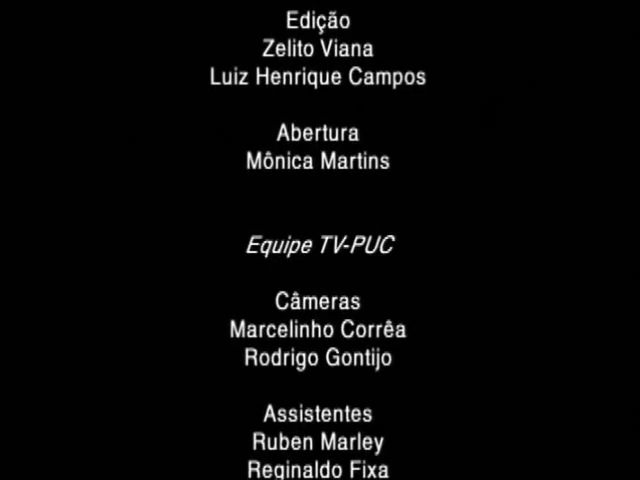 Edição
Zelito Viana
Luiz Henrique Campos
Abertura
Mônica Martins
Equipe TV-PUC
Câmeras
Marcelinho Corrêa
Rodrigo Gontijo
Assistentes
Ruben Marley
Reginaldo Fixa